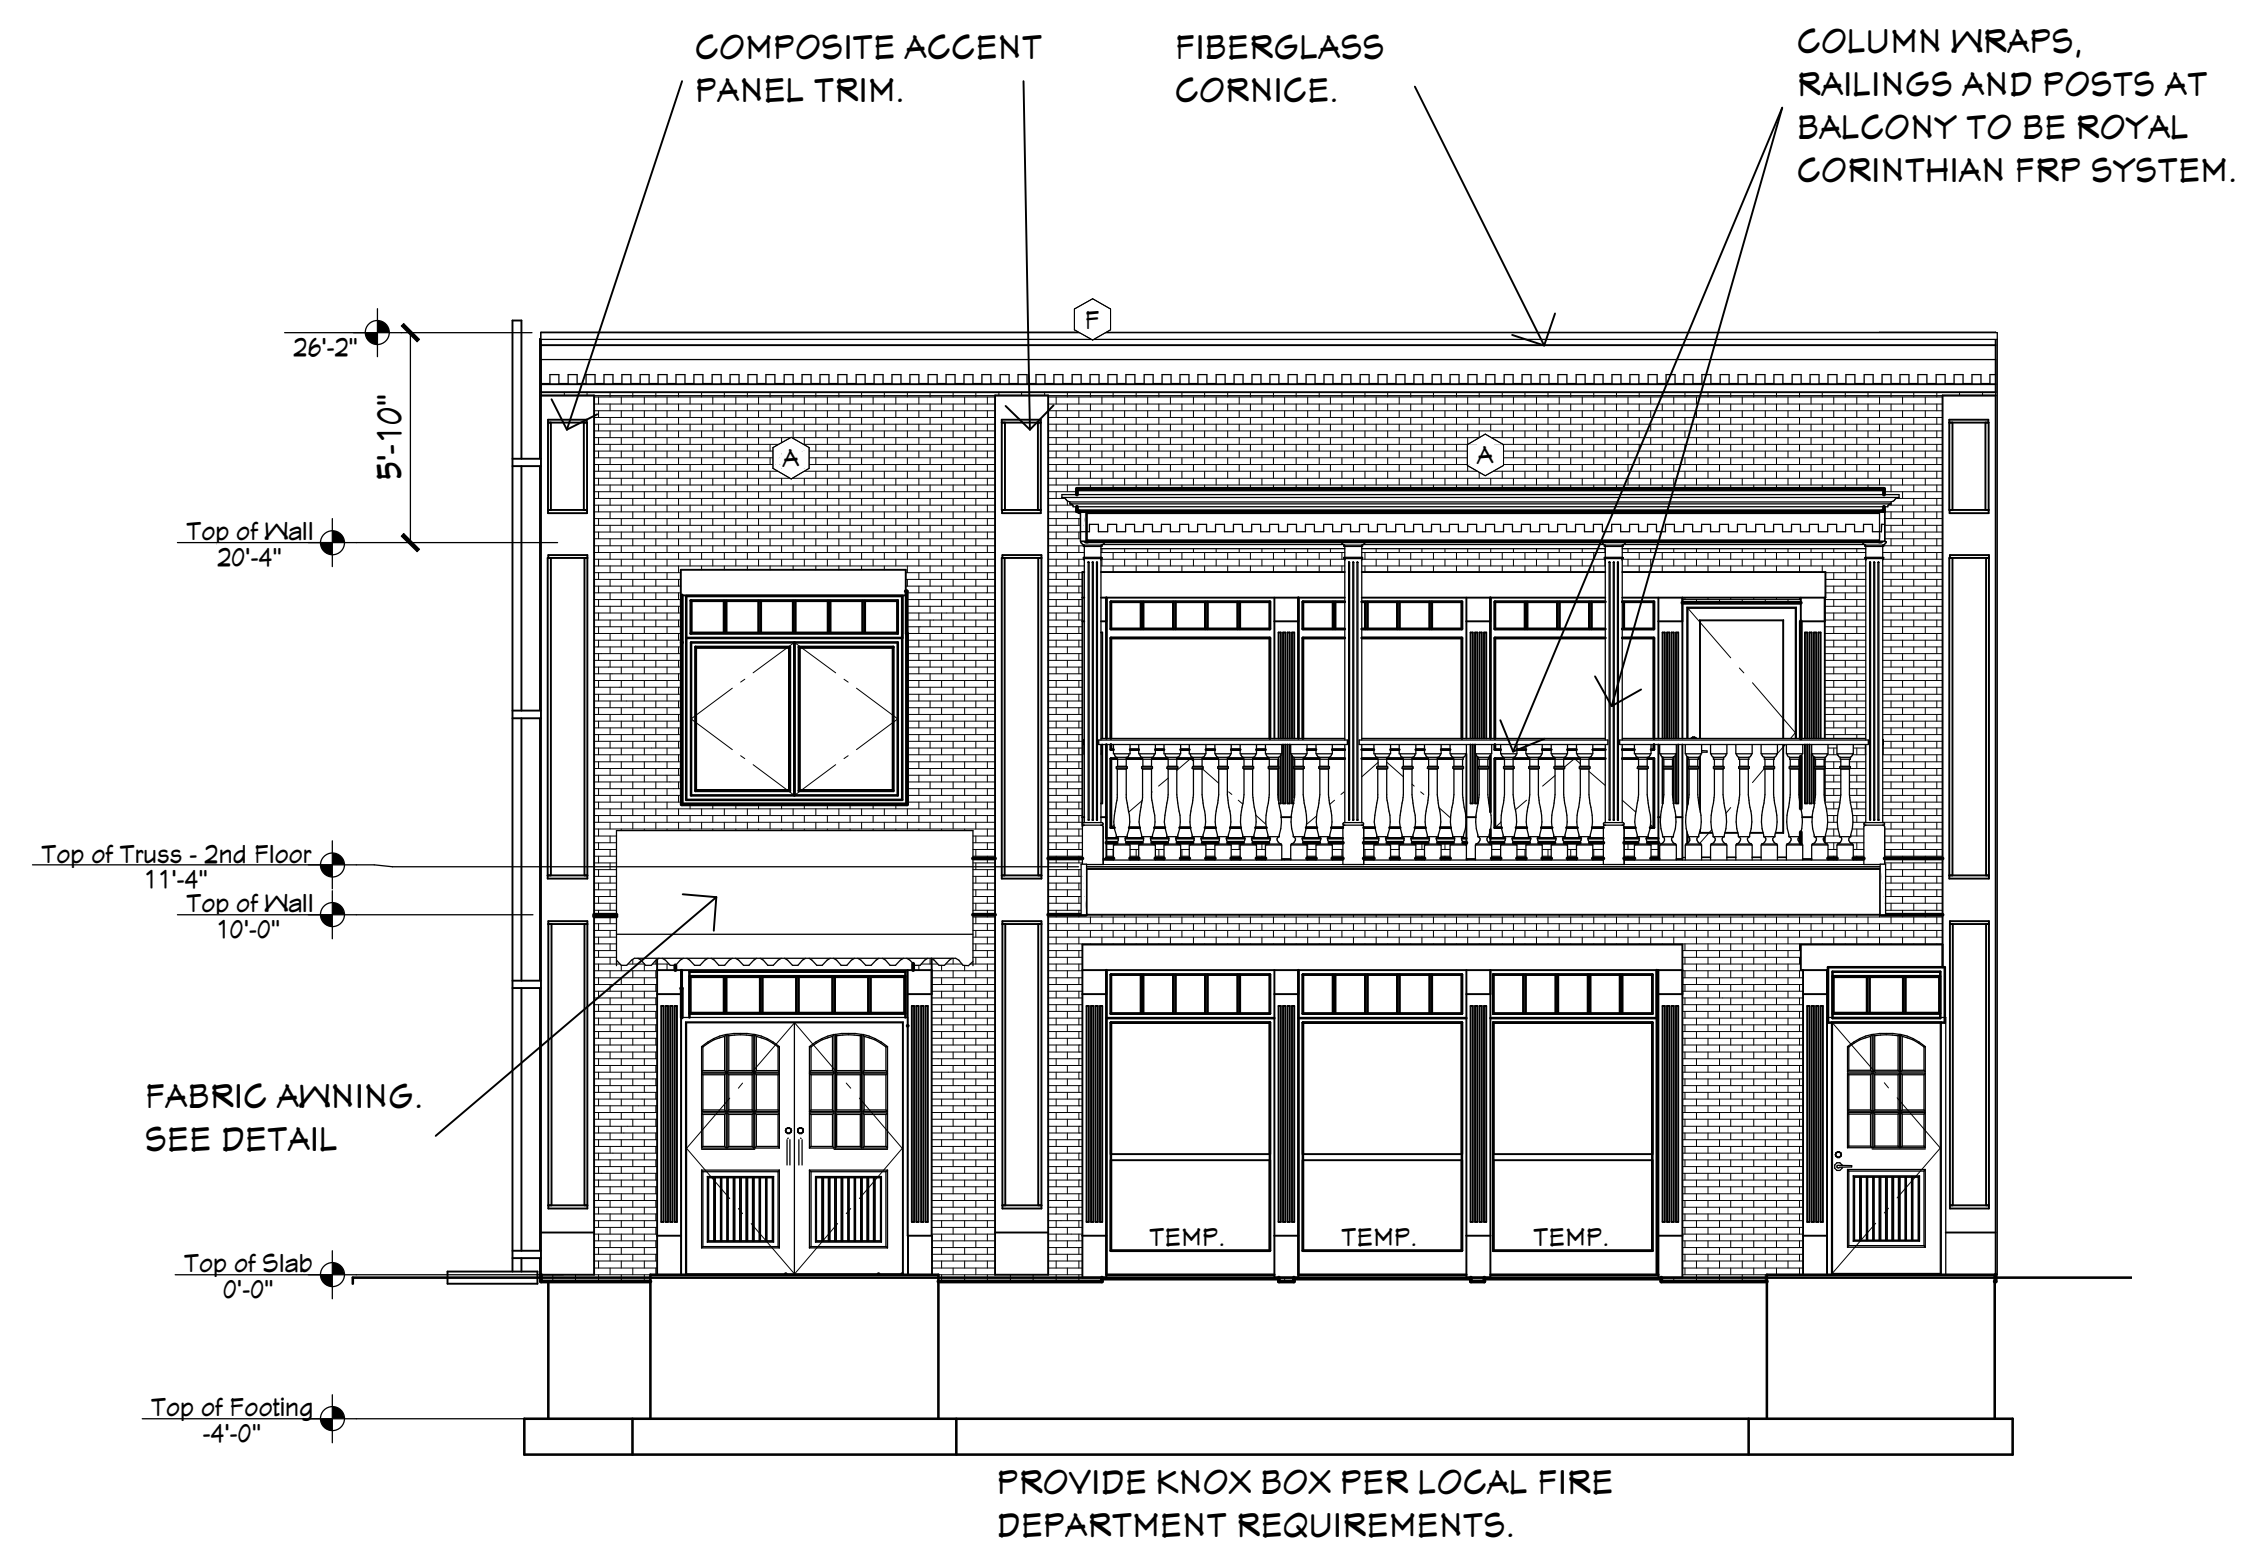 COMPOSITE ACCENT
PANEL TRIM.
FIBERGLASS
CORNICE.
COLUMN WRAPS,
RAILINGS AND POSTS AT
BALCONY TO BE ROYAL
CORINTHIAN FRP SYSTEM.
F
26'-2"
5'-10"
A
A
Top of Wall
20'-4"
Top of Truss - 2nd Floor
11'-4"
Top of Wall
10'-0"
FABRIC AWNING.
SEE DETAIL
TEMP.
TEMP.
TEMP.
Top of Slab
0'-0"
Top of Footing
-4'-0"
PROVIDE KNOX BOX PER LOCAL FIRE
DEPARTMENT REQUIREMENTS.